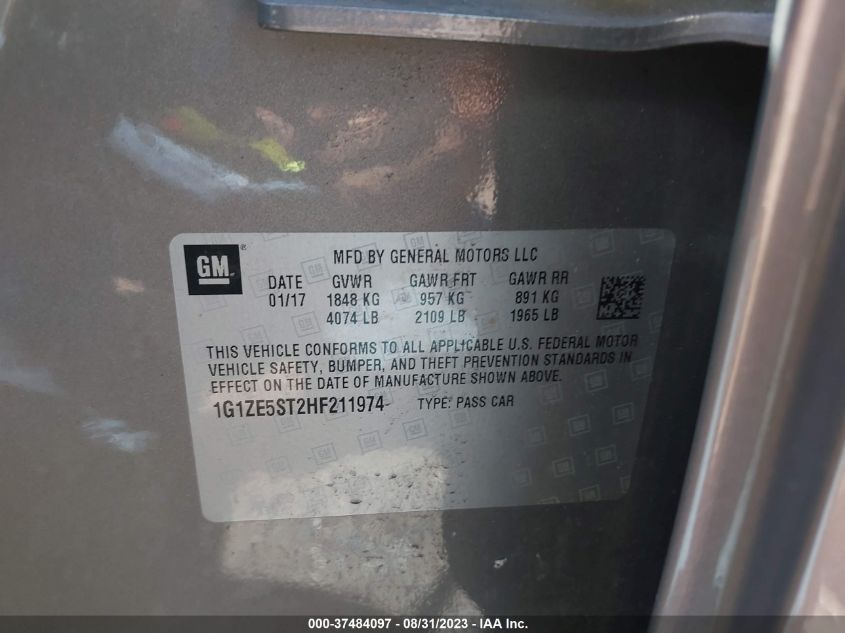 GM ®
MFD BY GENERAL MOTORS LLC
DATE GVWR GAWR FRT GAWR RR
01/17 1848 KG 957 KG 891 KG
4074 LB 2109 LB 1965 LB
THIS VEHICLE CONFORMS TO ALL APPLICABLE U.S. FEDERAL MOTOR
VEHICLE SAFETY, BUMPER, AND THEFT PREVENTION STANDARDS IN
EFFECT ON THE DATE OF MANUFACTURE SHOWN ABOVE.
1G1ZE5ST2HF211974 TYPE: PASS CAR
000-37484097 - 08/31/2023 - IAA Inc.